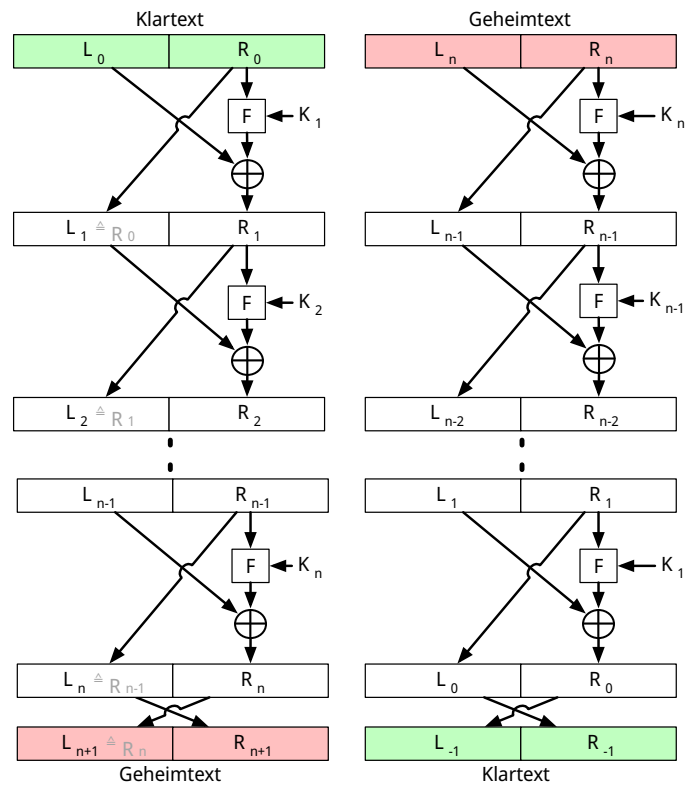 Klartext Geheimtext
L 0 R 0 L n R n
F K 1 F K n
L 1 ≙ R 0 R 1 L n-1 R n-1
F K 2 F K n-1
L 2 ≙ R 1 R 2 L n-2 R n-2
L n-1 R n-1 L 1 R 1
F K n F K 1
L n ≙ R n-1 R n L 0 R 0
L n+1 ≙ R n R n+1 L -1 R -1
Geheimtext Klartext